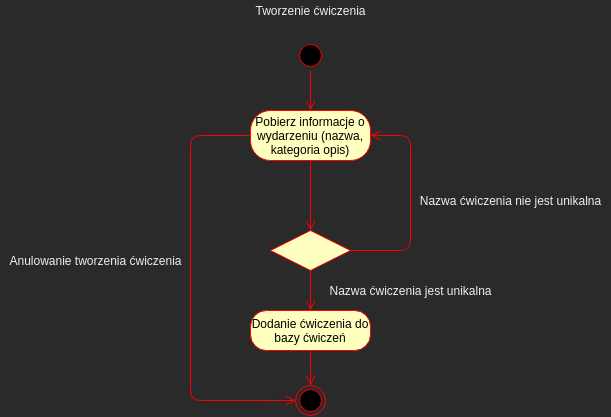 Tworzenie ćwiczenia
Pobierz informacje o
wydarzeniu (nazwa,
kategoria opis)
Nazwa ćwiczenia nie jest unikalna
Anulowanie tworzenia ćwiczenia
Nazwa ćwiczenia jest unikalna
Dodanie ćwiczenia do
bazy ćwiczeń